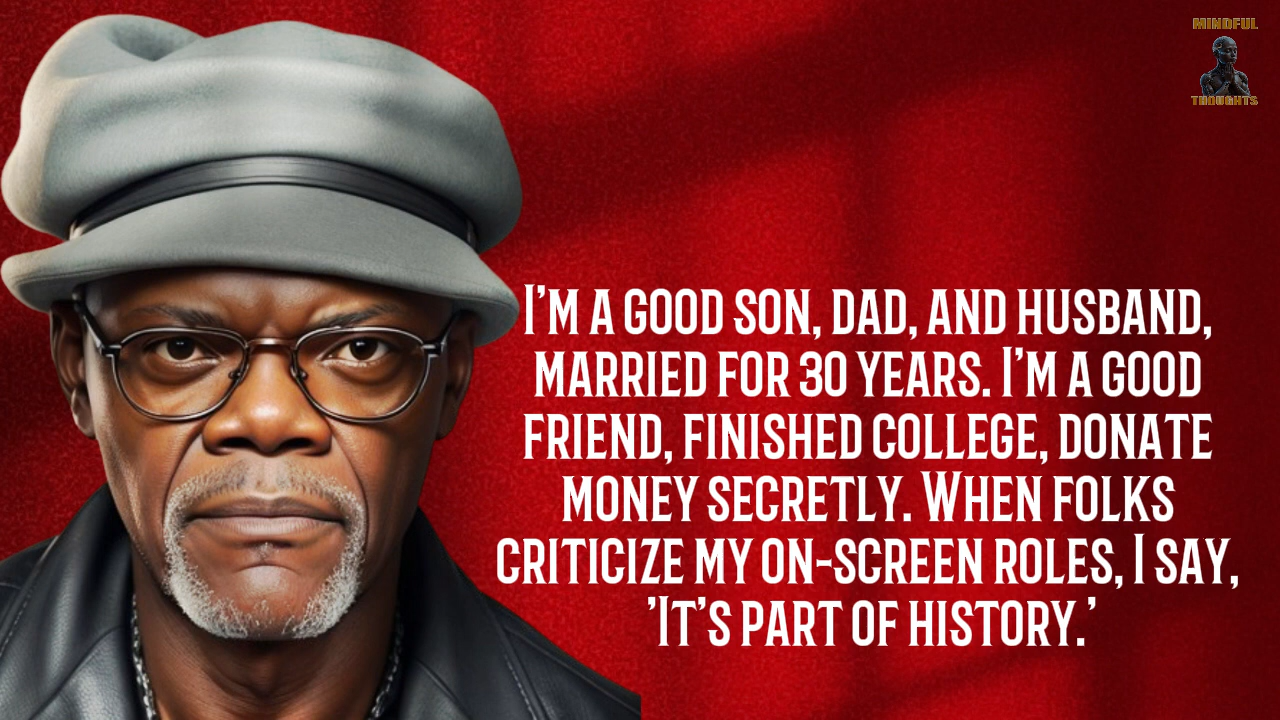 MINDFUL
THOUGHTS
I'M A GOOD SON, DAD, AND HUSBAND,
MARRIED FOR 30 YEARS. I'M A GOOD
FRIEND, FINISHED COLLEGE, DONATE
MONEY SECRETLY. WHEN FOLKS
CRITICIZE MY ON-SCREEN ROLES, I SAY,
'IT'S PART OF HISTORY.'